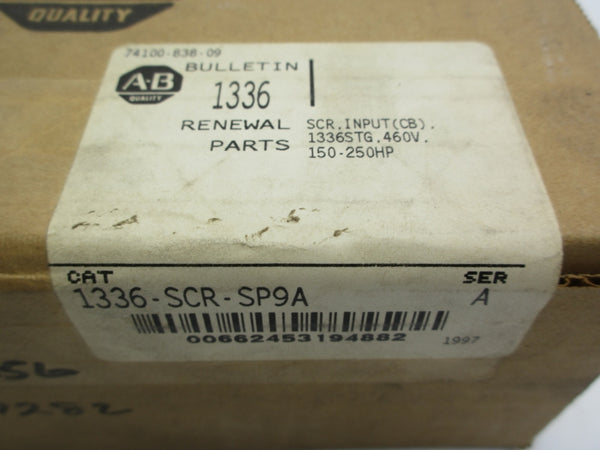 QUALITY
74100-838-09
A-B
QUALITY
BULLETIN
1336
RENEWAL PARTS
SCR,INPUT(CB),
1336STG,460V,
150-250HP
CAT
SER
1336-SCR-SP9A
A
00662453194882
1997